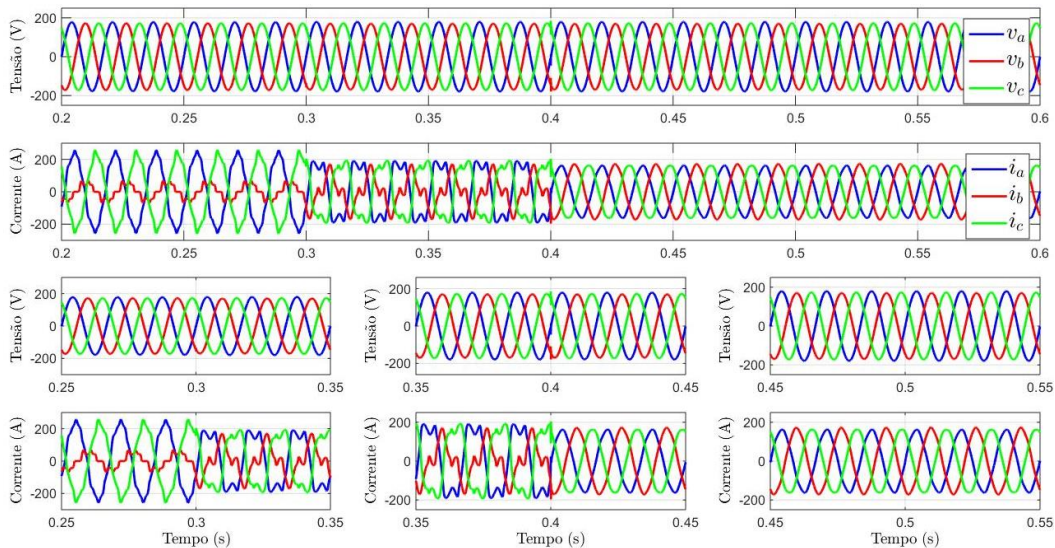 Tensão (V)
200
0
-200
0.2 0.25 0.3 0.35 0.4 0.45 0.5 0.55 0.6
v_a
v_b
v_c
Corrente (A)
200
0
-200
0.2 0.25 0.3 0.35 0.4 0.45 0.5 0.55 0.6
i_a
i_b
i_c
Tensão (V)
200
0
-200
0.25 0.3 0.35
Tensão (V)
200
0
-200
0.35 0.4 0.45
Tensão (V)
200
0
-200
0.45 0.5 0.55
Corrente (A)
200
0
-200
0.25 0.3 0.35
Tempo (s)
Corrente (A)
200
0
-200
0.35 0.4 0.45
Tempo (s)
Corrente (A)
200
0
-200
0.45 0.5 0.55
Tempo (s)